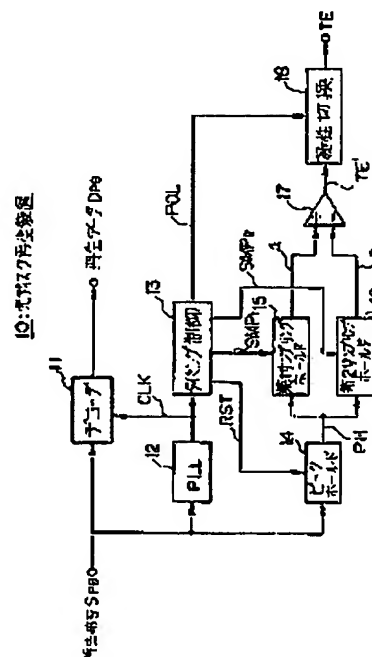 10:光ディスク再生装置
再生信号SPB
再生データDPB
11
デコーダ
CLK
12
PLL
13
タイミング制御
POL
RST
SMP1
SMP2
14
ピークホールド
PH
15
第1サンプリングホールド
第2サンプリングホールド
17
TE'
18
極性切換
TE